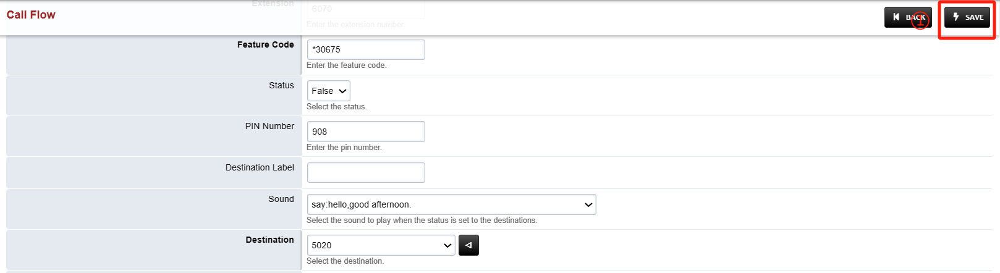 Extension
Call Flow
6070
BACK
①
SAVE
Enter the extension number.
Feature Code
*30675
Enter the feature code.
Status
False
Select the status.
PIN Number
908
Enter the pin number.
Destination Label
Sound
say:hello,good afternoon.
Select the sound to play when the status is set to the destinations.
Destination
5020
Select the destination.